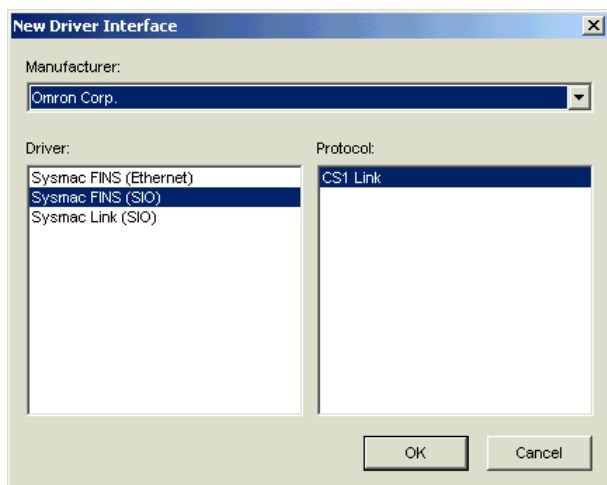 New Driver Interface
Manufacturer:
Omron Corp.
Driver:
Protocol:
Sysmac FINS (Ethernet)
CS1 Link
Sysmac FINS (SIO)
Sysmac Link (SIO)
OK
Cancel